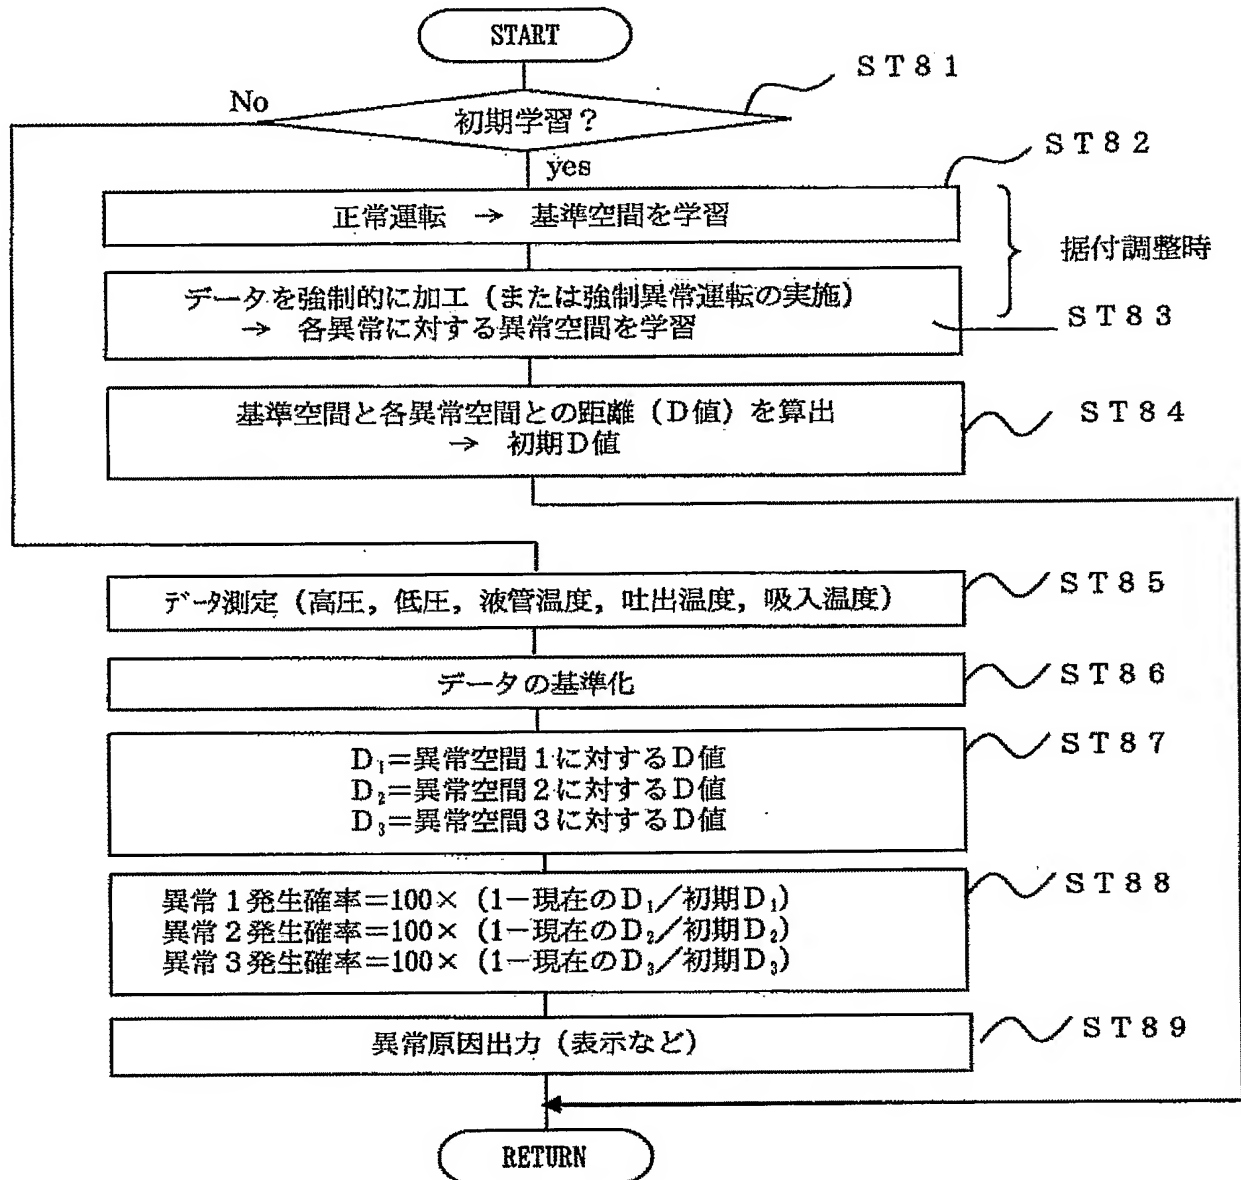 START
ST81
No
初期学習？
yes
ST82
正常運転 → 基準空間を学習
据付調整時
データを強制的に加工（または強制異常運転の実施）
→ 各異常に対する異常空間を学習
ST83
基準空間と各異常空間との距離（D値）を算出
→ 初期D値
ST84
データ測定（高圧，低圧，液管温度，吐出温度，吸入温度）
ST85
データの基準化
ST86
D₁＝異常空間1に対するD値
D₂＝異常空間2に対するD値
D₃＝異常空間3に対するD値
ST87
異常1発生確率＝100×（1－現在のD₁／初期D₁）
異常2発生確率＝100×（1－現在のD₂／初期D₂）
異常3発生確率＝100×（1－現在のD₃／初期D₃）
ST88
異常原因出力（表示など）
ST89
RETURN